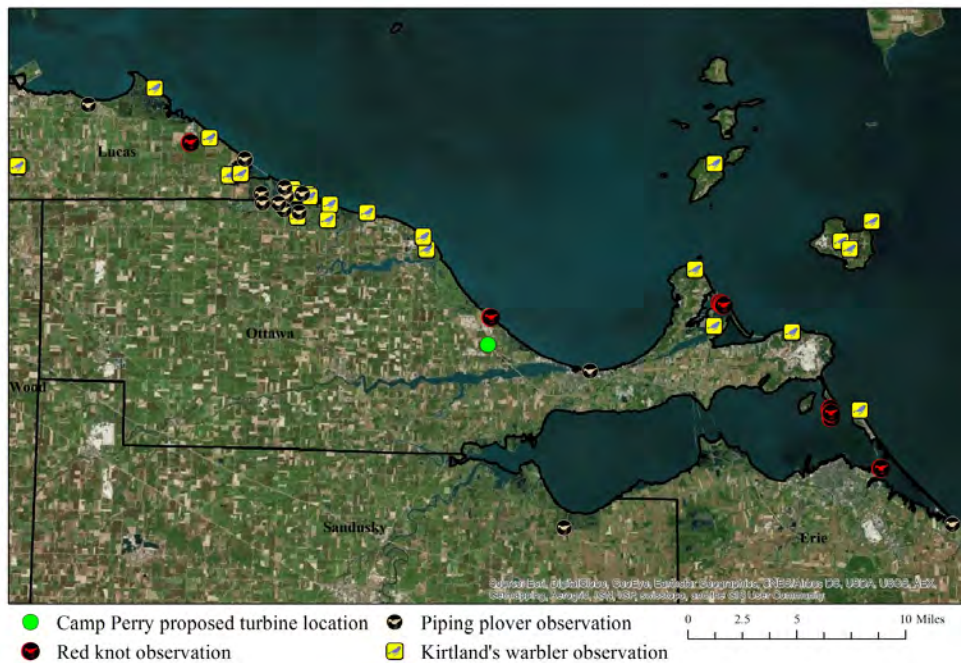 Lucas
Ottawa
Wood
Sandusky
Erie
Camp Perry proposed turbine location
Piping plover observation
Red knot observation
Kirtland's warbler observation
0 2.5 5 10 Miles